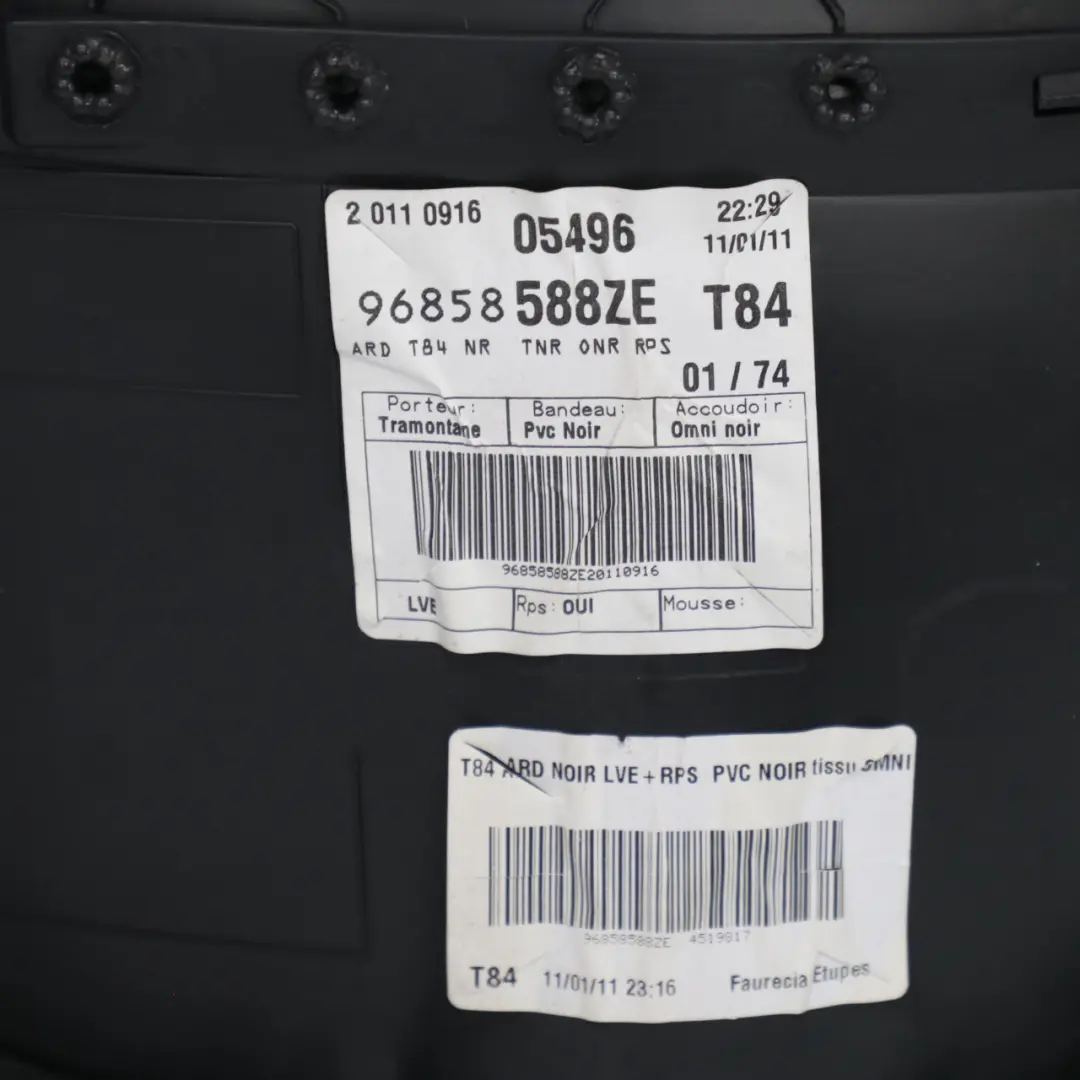 2 011 0916 05496 22:29
11/01/11
96858 588ZE T84
ARD T84 NR TNR ONR RPS
01 / 74
Porteur: Bandeau: Accoudoir:
Tramontane Pvc Noir Omni noir
96858588ZE20110916
LVE Rps: OUI Mousse:
T84 ARD NOIR LVE+RPS PVC NOIR tissu OMNI
96858588ZE 4519817
T84 11/01/11 23:16 Faurecia Etupes